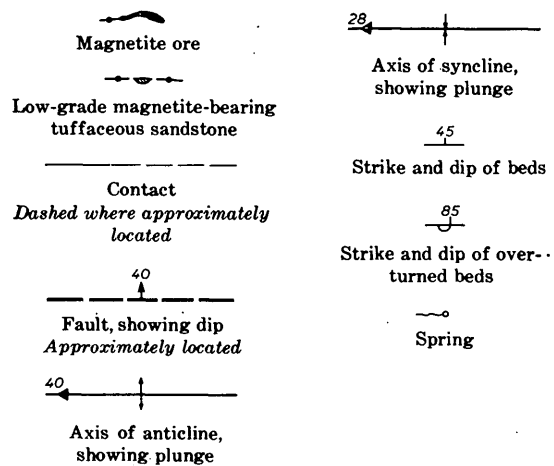 Magnetite ore
Low-grade magnetite-bearing
tuffaceous sandstone
Contact
Dashed where approximately
located
40
Fault, showing dip
Approximately located
40
Axis of anticline,
showing plunge
28
Axis of syncline,
showing plunge
45
Strike and dip of beds
85
Strike and dip of over-
turned beds
Spring